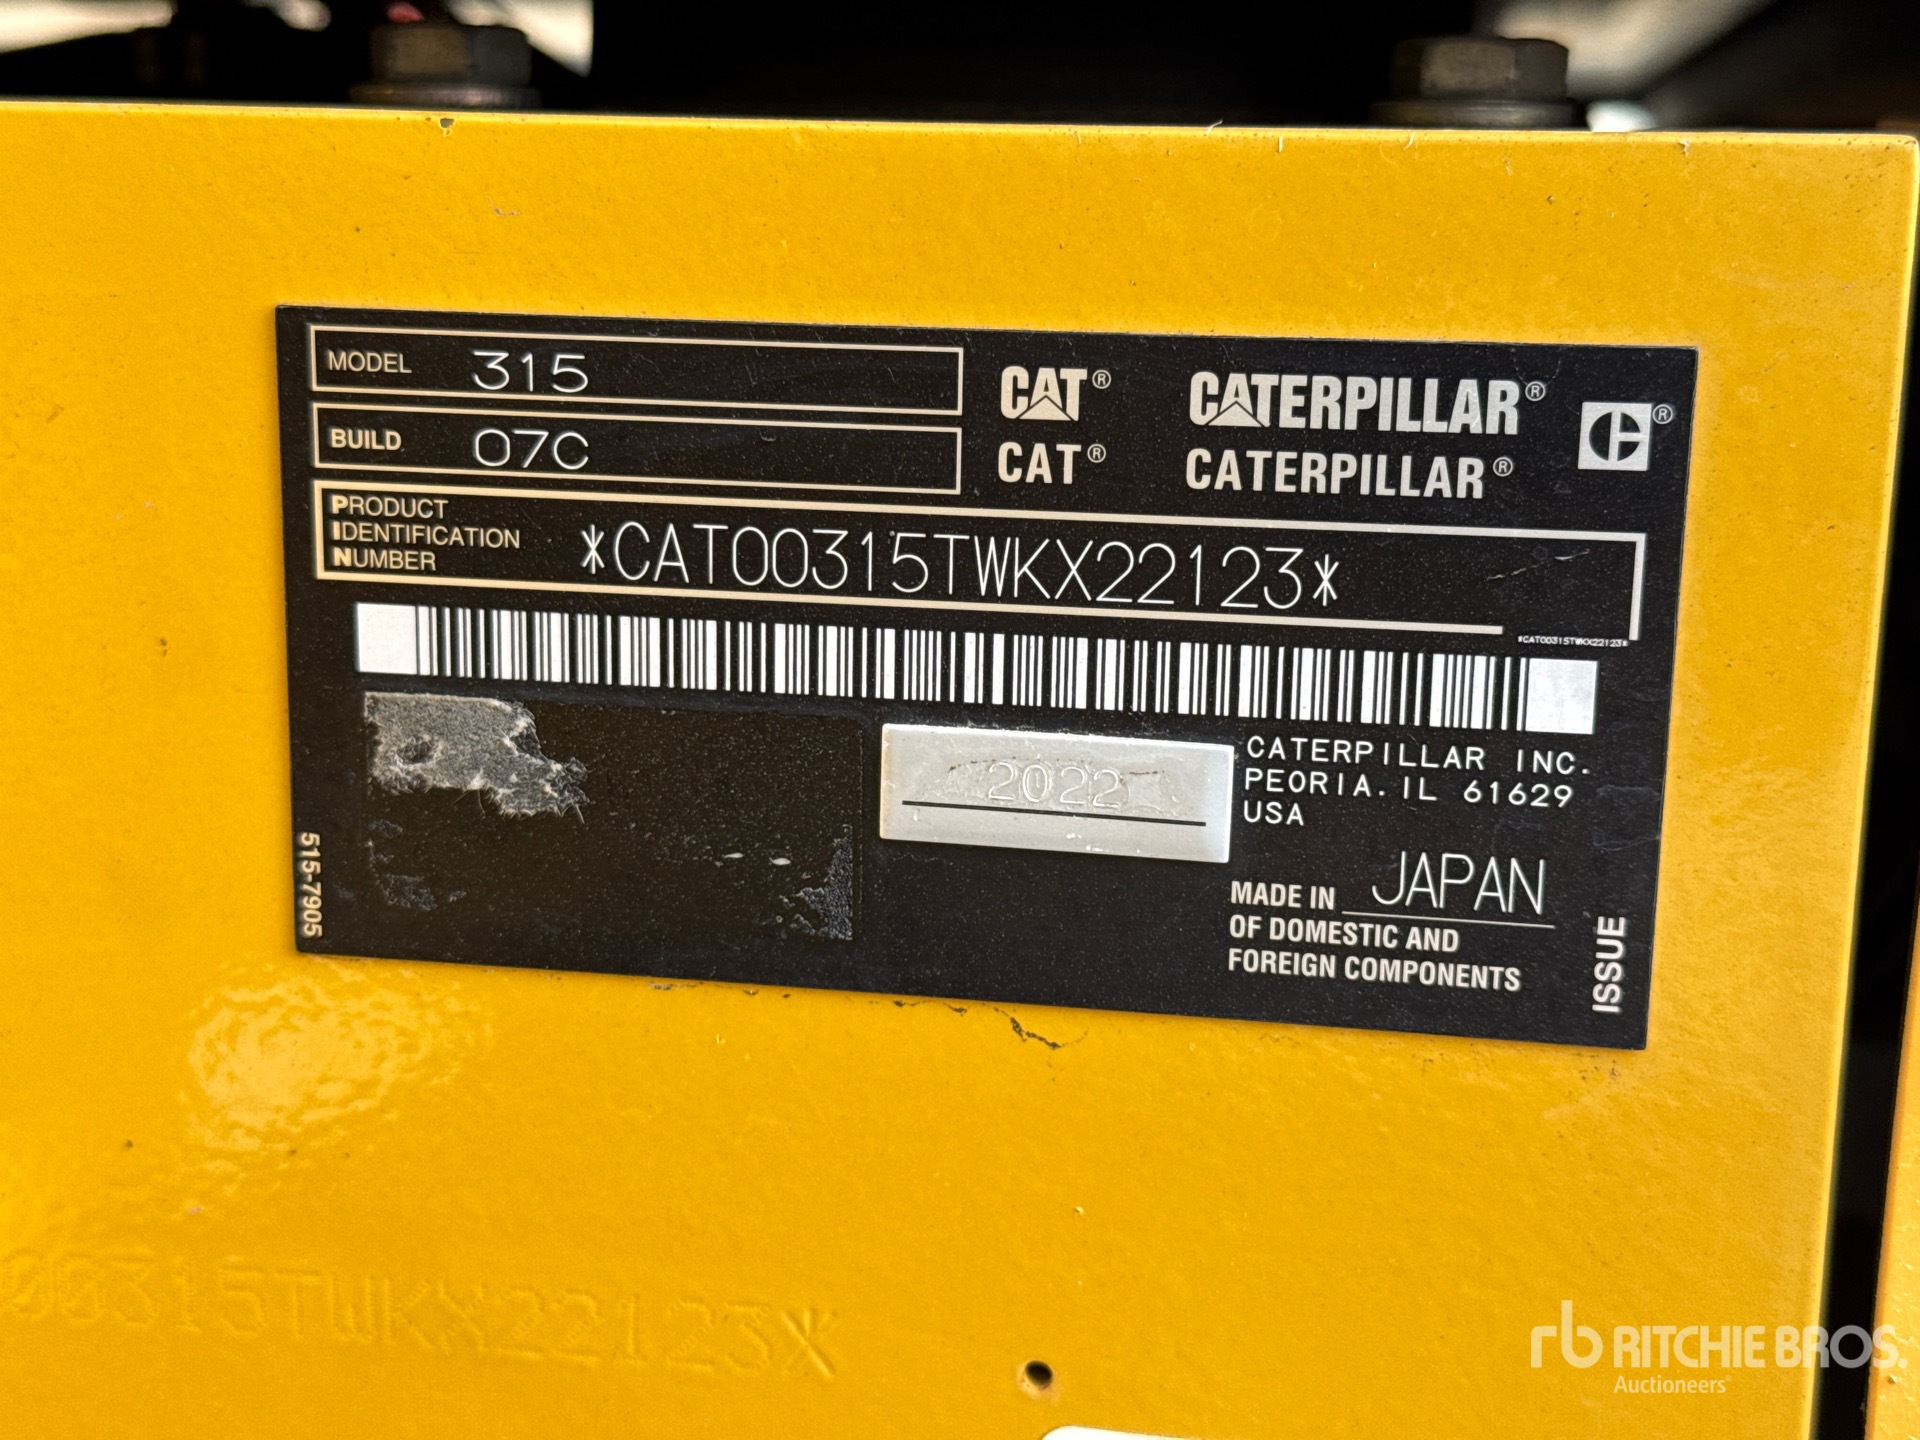 MODEL 315
BUILD 07C
CAT® CATERPILLAR® ®
CAT® CATERPILLAR®
PRODUCT
IDENTIFICATION
NUMBER
*CAT00315TWKX22123*
*CAT00315TWKX22123*
2022
CATERPILLAR INC.
PEORIA. IL 61629
USA
MADE IN JAPAN
OF DOMESTIC AND
FOREIGN COMPONENTS
515-7905
ISSUE
00315TWKX22123*
rb RITCHIE BROS.
Auctioneers